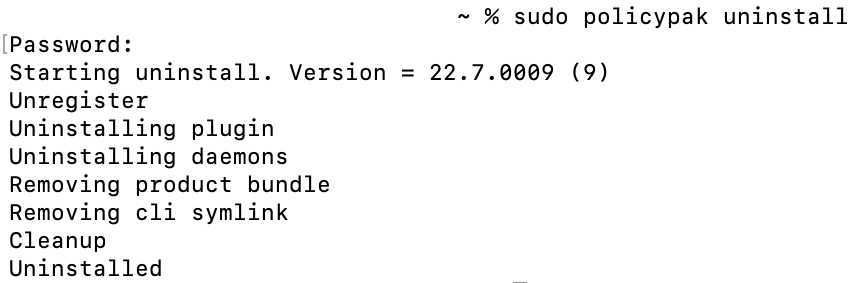 ~ % sudo policypak uninstall
[Password:
Starting uninstall. Version = 22.7.0009 (9)
Unregister
Uninstalling plugin
Uninstalling daemons
Removing product bundle
Removing cli symlink
Cleanup
Uninstalled